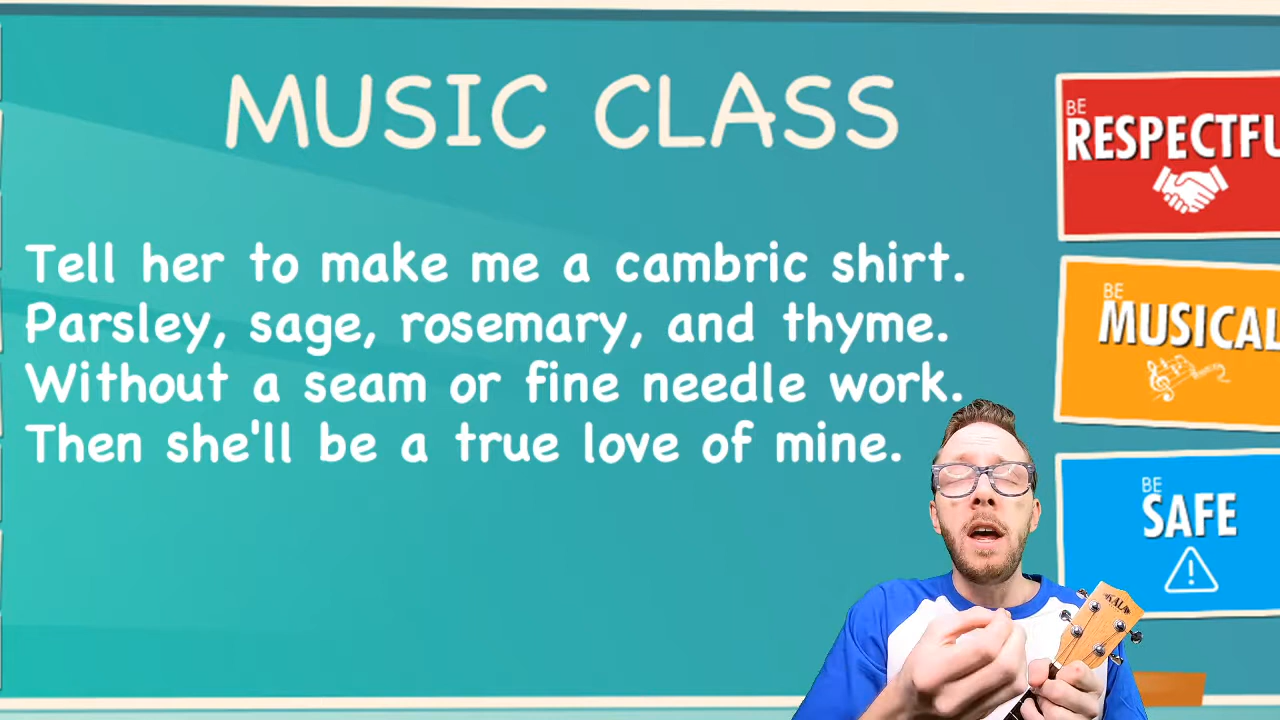 MUSIC CLASS
Tell her to make me a cambric shirt.
Parsley, sage, rosemary, and thyme.
Without a seam or fine needle work.
Then she'll be a true love of mine.
BE
RESPECTFU
BE
MUSICAL
BE
SAFE
KALA